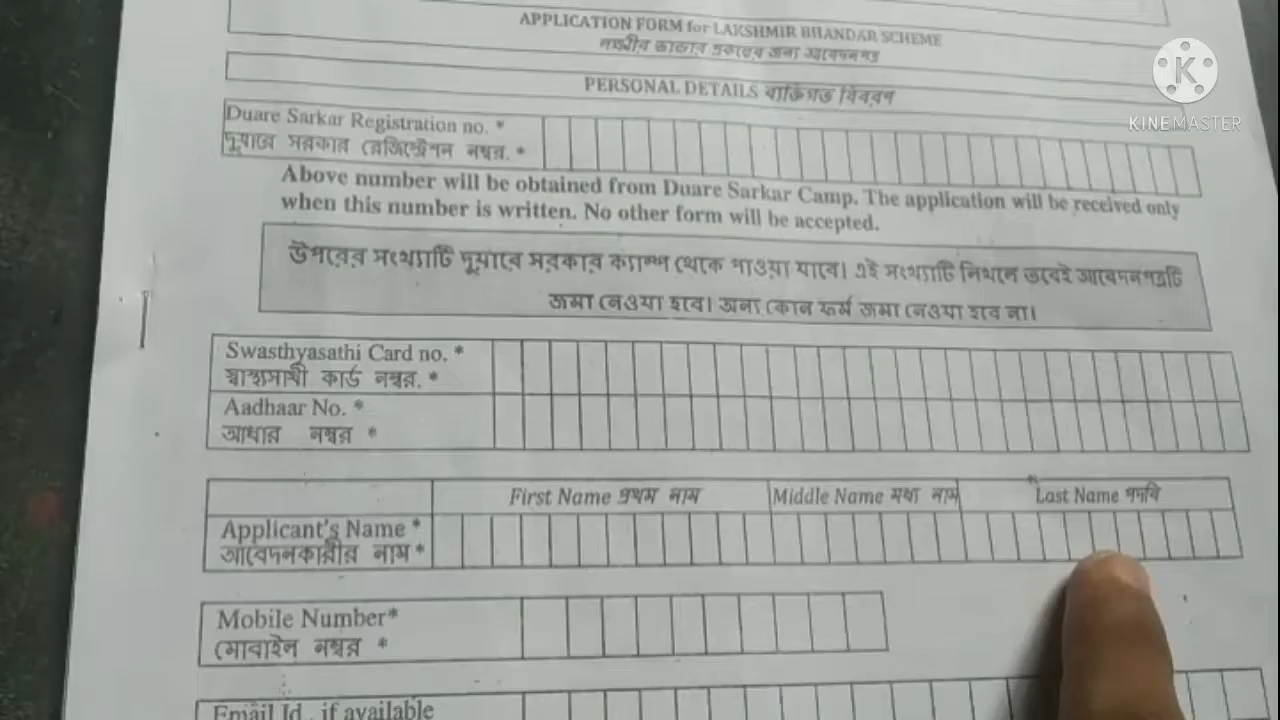 APPLICATION FORM for LAKSHMIR BHANDAR SCHEME
লক্ষ্মীর ভান্ডার প্রকল্পের জন্য আবেদনপত্র
PERSONAL DETAILS ব্যক্তিগত বিবরণ
Duare Sarkar Registration no. *
দুয়ারে সরকার রেজিস্ট্রেশন নম্বর. *
Above number will be obtained from Duare Sarkar Camp. The application will be received only
when this number is written. No other form will be accepted.
উপরের সংখ্যাটি দুয়ারে সরকার ক্যাম্প থেকে পাওয়া যাবে। এই সংখ্যাটি লিখলে তবেই আবেদনপত্রটি
জমা নেওয়া হবে। অন্য কোন ফর্ম জমা নেওয়া হবে না।
Swasthyasathi Card no. *
স্বাস্থ্যসাথী কার্ড নম্বর. *
Aadhaar No. *
আধার নম্বর *
First Name প্রথম নাম Middle Name মধ্য নাম Last Name পদবি
Applicant's Name *
আবেদনকারীর নাম *
Mobile Number*
মোবাইল নম্বর *
Email Id , if available
K
KINEMASTER